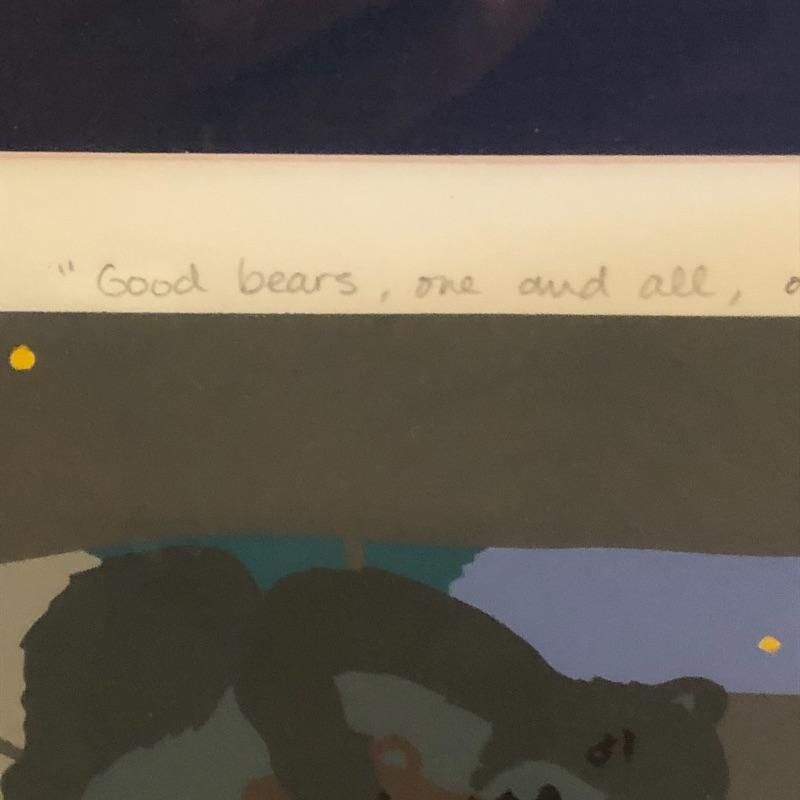 "Good bears, one and all,